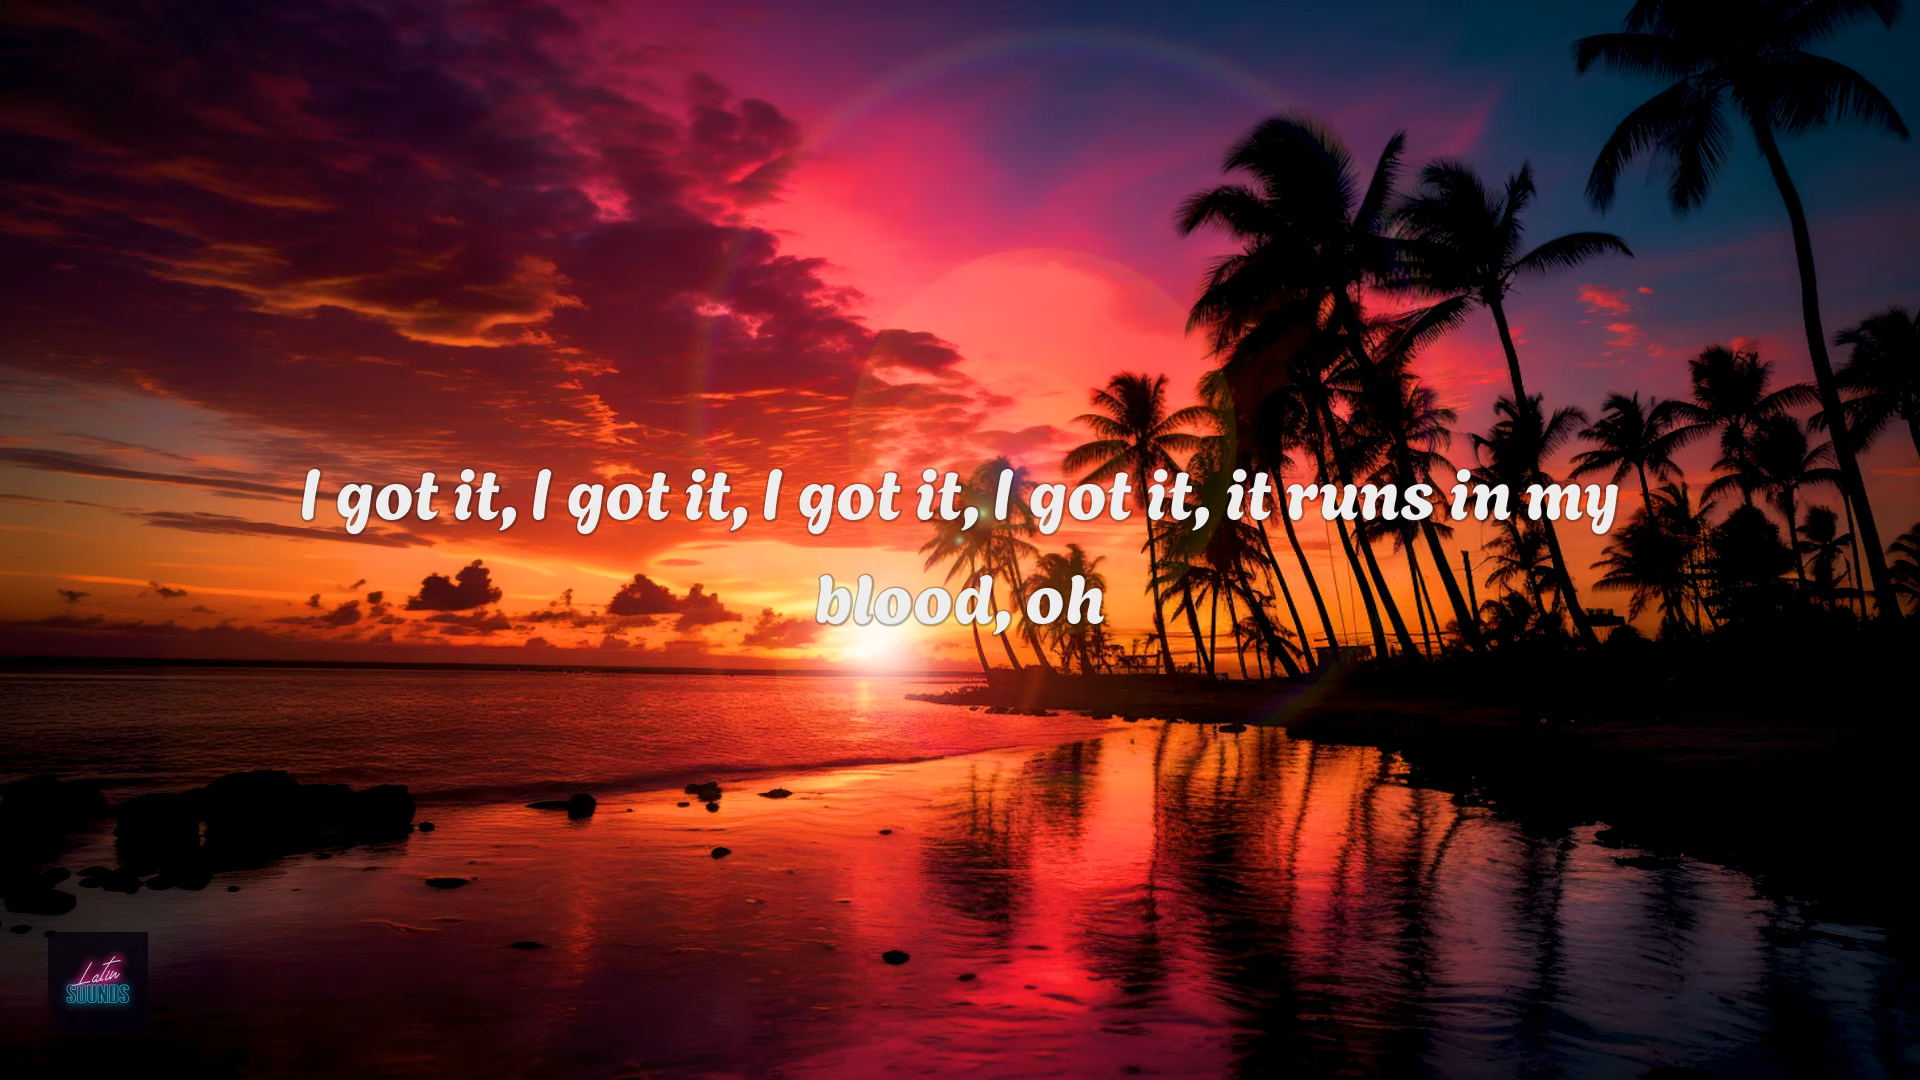 I got it, I got it, I got it, I got it, it runs in my
blood, oh
Latin
SOUNDS